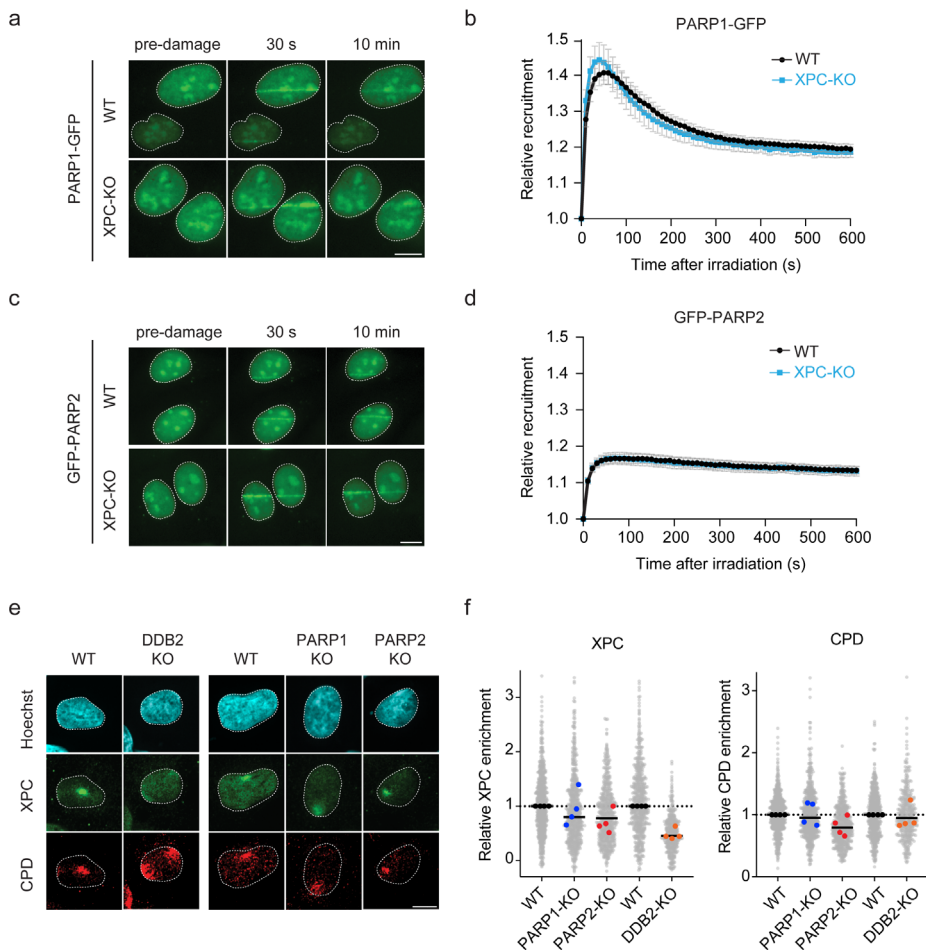 a
pre-damage 30 s 10 min
PARP1-GFP
WT
XPC-KO
b
PARP1-GFP
WT
XPC-KO
Relative recruitment
1.5
1.4
1.3
1.2
1.1
1.0
0 100 200 300 400 500 600
Time after irradiation (s)
c
pre-damage 30 s 10 min
GFP-PARP2
WT
XPC-KO
d
GFP-PARP2
WT
XPC-KO
Relative recruitment
1.5
1.4
1.3
1.2
1.1
1.0
0 100 200 300 400 500 600
Time after irradiation (s)
e
WT DDB2 KO WT PARP1 KO PARP2 KO
Hoechst
XPC
CPD
f
XPC
Relative XPC enrichment
3
2
1
0
WT PARP1-KO PARP2-KO WT DDB2-KO
CPD
Relative CPD enrichment
3
2
1
0
WT PARP1-KO PARP2-KO WT DDB2-KO